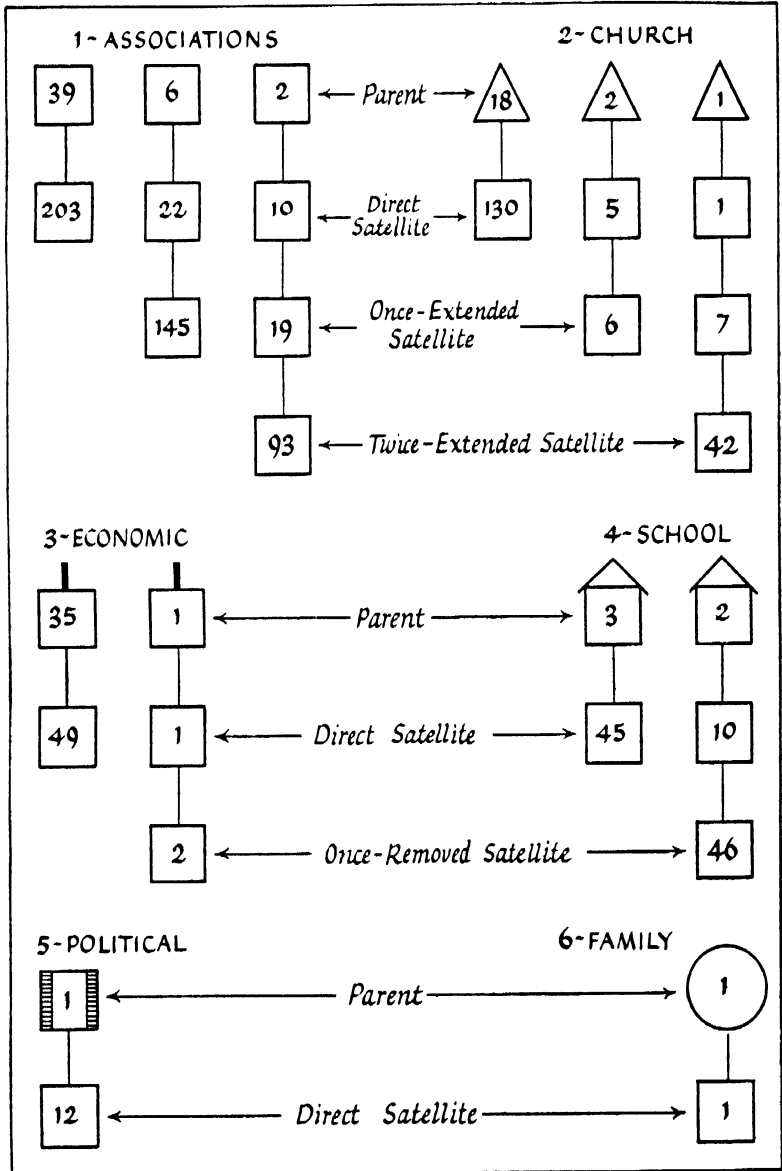 1-ASSOCIATIONS 2-CHURCH
39 6 2 Parent 18 2 1
203 22 10 Direct Satellite 130 5 1
145 19 Once-Extended Satellite 6 7
93 Twice-Extended Satellite 42
3-ECONOMIC 4-SCHOOL
35 1 Parent 3 2
49 1 Direct Satellite 45 10
2 Once-Removed Satellite 46
5-POLITICAL 6-FAMILY
1 Parent 1
12 Direct Satellite 1